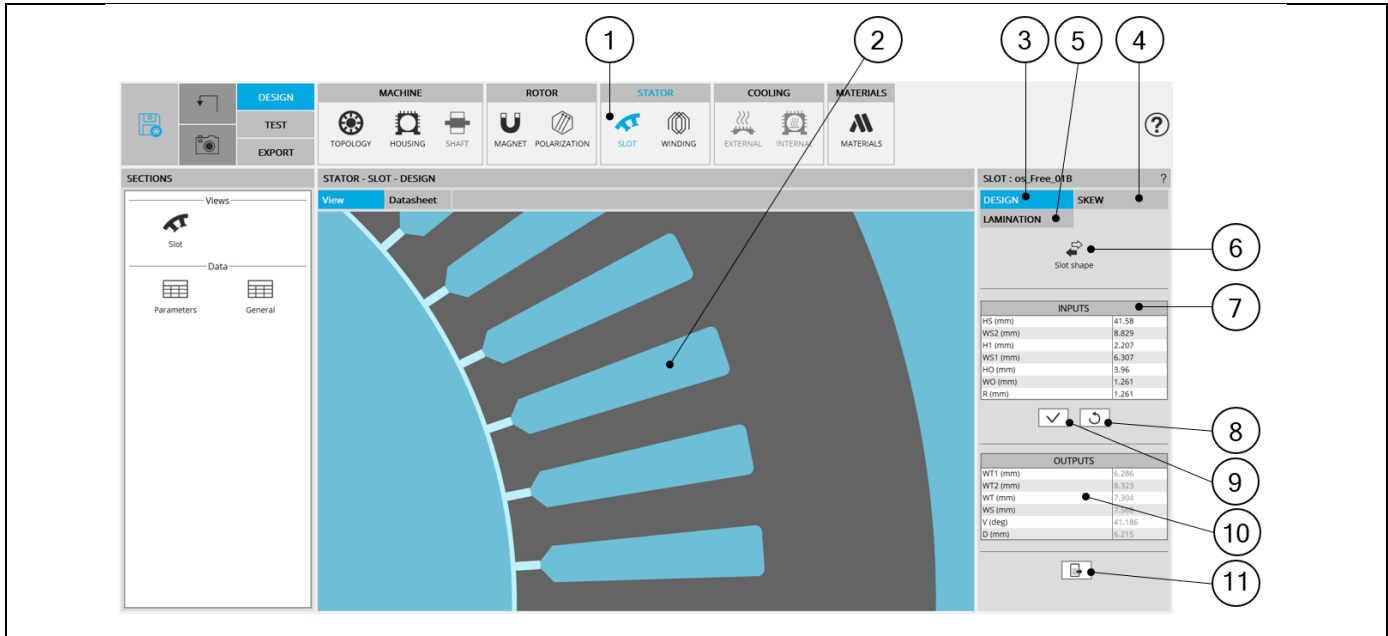 1
2
3
5
4
DESIGN
MACHINE
ROTOR
STATOR
COOLING
MATERIALS
TEST
EXPORT
TOPOLOGY
HOUSING
SHAFT
MAGNET
POLARIZATION
SLOT
WINDING
EXTERNAL
INTERNAL
MATERIALS
?
SECTIONS
STATOR - SLOT - DESIGN
SLOT : os_Free_01B
?
Views
View
Datasheet
DESIGN
SKEW
LAMINATION
Slot
Slot shape
6
Data
Parameters
General
INPUTS
7
HS (mm) 41.58
WS2 (mm) 8.829
H1 (mm) 2.207
WS1 (mm) 6.307
HO (mm) 3.96
WO (mm) 1.261
R (mm) 1.261
8
OUTPUTS
9
WT1 (mm) 6.286
WT2 (mm) 8.323
WT (mm) 7.304
WS (mm)
V (deg) 41.186
D (mm) 6.215
10
11